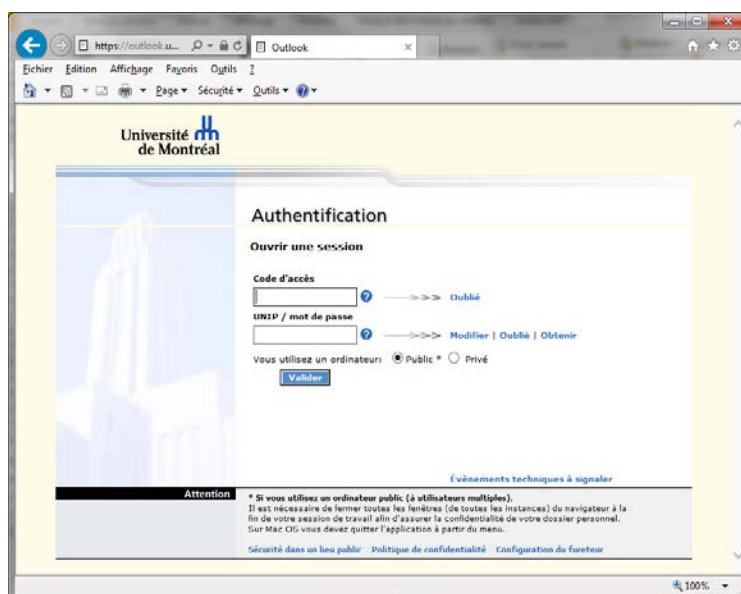 https://outlook.u...
Outlook
Fichier Edition Affichage Favoris Outils ?
Page Sécurité Outils
Université
de Montréal
Authentification
Ouvrir une session
Code d'accès
Oublié
UNIP / mot de passe
Modifier | Oublié | Obtenir
Vous utilisez un ordinateur: Public * Privé
Valider
Évènements techniques à signaler
Attention
* Si vous utilisez un ordinateur public (à utilisateurs multiples),
Il est nécessaire de fermer toutes les fenêtres (de toutes les instances) du navigateur à la
fin de votre session de travail afin d'assurer la confidentialité de votre dossier personnel.
Sur Mac OS vous devez quitter l'application à partir du menu.
Sécurité dans un lieu public Politique de confidentialité Configuration du fureteur
100%